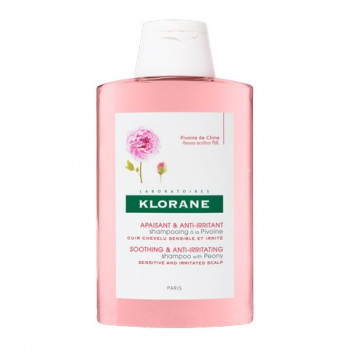 Pivoine de Chine
LABORATOIRES
KLORANE
APAISANT & ANTI-IRRITANT
shampooing à la Pivoine
CUIR CHEVELU SENSIBLE ET IRRITÉ
SOOTHING & ANTI-IRRITATING
shampoo with Peony
SENSITIVE AND IRRITATED SCALP
PARIS